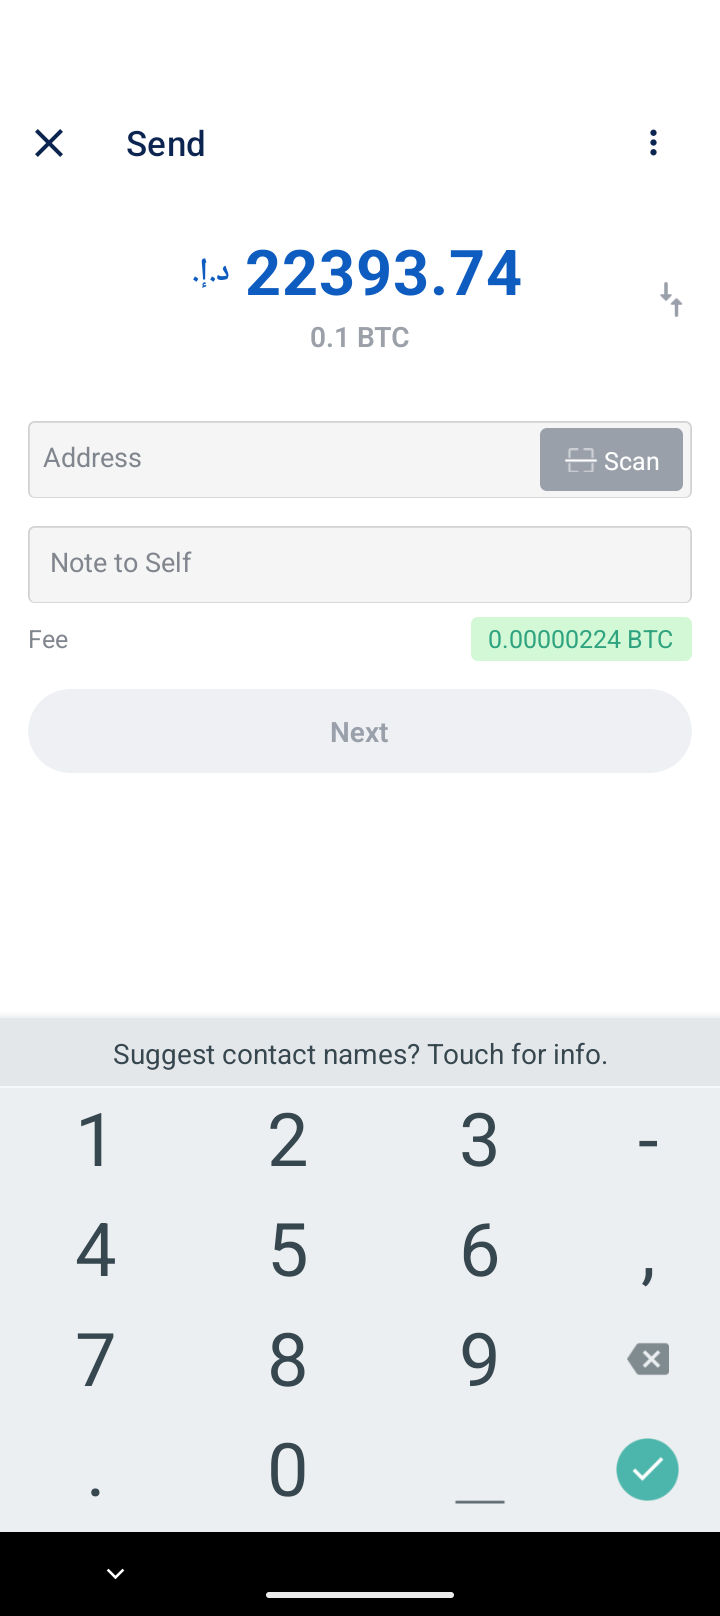 Send
د.إ. 22393.74
0.1 BTC
Address
Scan
Note to Self
Fee
0.00000224 BTC
Next
Suggest contact names? Touch for info.
1 2 3 -
4 5 6 ,
7 8 9
. 0 _